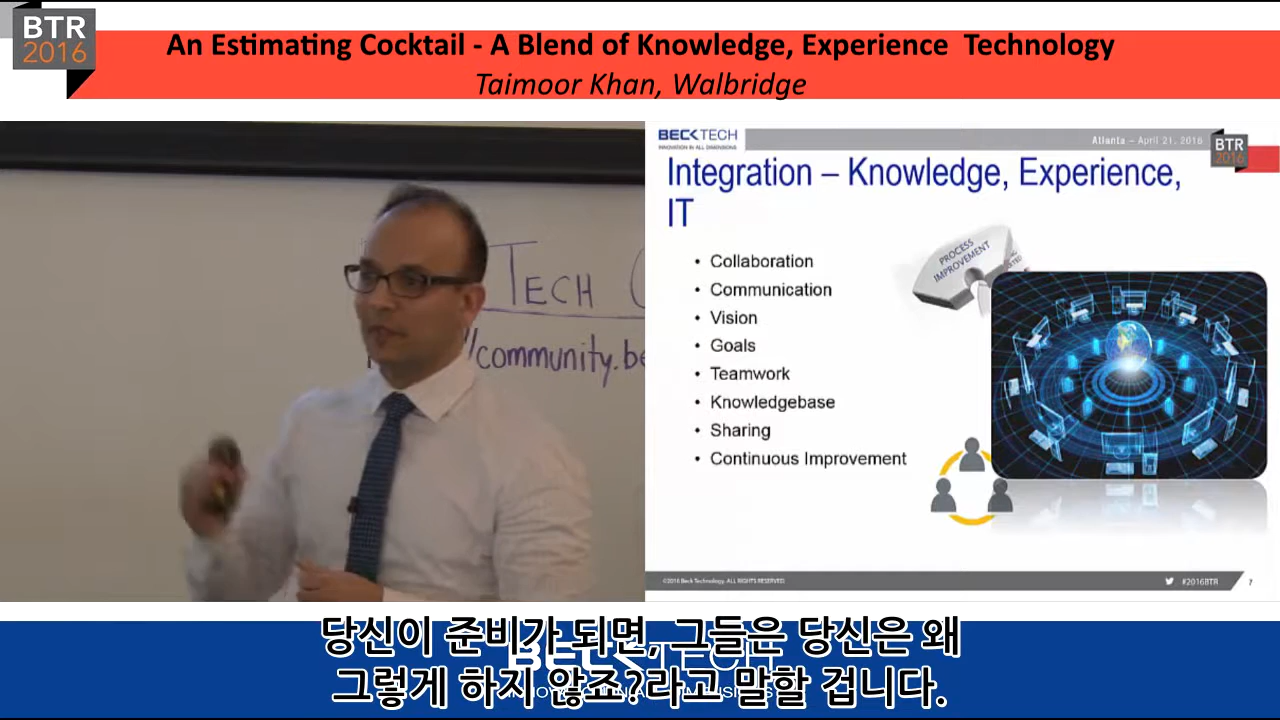 BTR
2016
An Estimating Cocktail - A Blend of Knowledge, Experience  Technology
Taimoor Khan, Walbridge
TECH
community.be
BECK TECH
INNOVATION IN ALL DIMENSIONS
Atlanta – April 21, 2016
BTR
2016
Integration – Knowledge, Experience,
IT
• Collaboration
• Communication
• Vision
• Goals
• Teamwork
• Knowledgebase
• Sharing
• Continuous Improvement
PROCESS
IMPROVEMENT
©2016 Beck Technology. ALL RIGHTS RESERVED
#2016BTR
7
당신이 준비가 되면, 그들은 당신은 왜
그렇게 하지 않죠?라고 말할 겁니다.